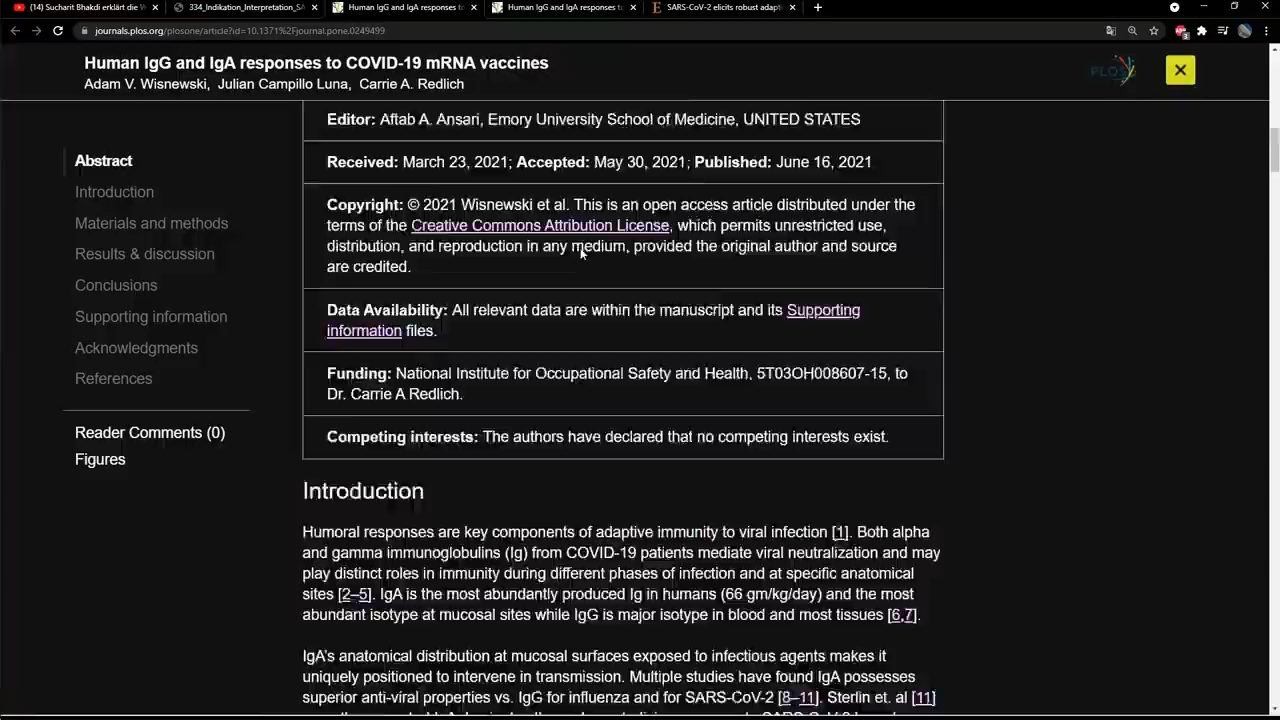 (14) Sucharit Bhakdi erklärt die W
334_Indikation_Interpretation_SA
Human IgG and IgA responses to C
Human IgG and IgA responses to C
SARS-CoV-2 elicits robust adapti
journals.plos.org/plosone/article?id=10.1371%2Fjournal.pone.0249499
Human IgG and IgA responses to COVID-19 mRNA vaccines
Adam V. Wisnewski, Julian Campillo Luna, Carrie A. Redlich
PLOS
Abstract
Introduction
Materials and methods
Results & discussion
Conclusions
Supporting information
Acknowledgments
References
Reader Comments (0)
Figures
Editor: Aftab A. Ansari, Emory University School of Medicine, UNITED STATES
Received: March 23, 2021; Accepted: May 30, 2021; Published: June 16, 2021
Copyright: © 2021 Wisnewski et al. This is an open access article distributed under the
terms of the Creative Commons Attribution License, which permits unrestricted use,
distribution, and reproduction in any medium, provided the original author and source
are credited.
Data Availability: All relevant data are within the manuscript and its Supporting
information files.
Funding: National Institute for Occupational Safety and Health, 5T03OH008607-15, to
Dr. Carrie A Redlich.
Competing interests: The authors have declared that no competing interests exist.
Introduction
Humoral responses are key components of adaptive immunity to viral infection [1]. Both alpha
and gamma immunoglobulins (Ig) from COVID-19 patients mediate viral neutralization and may
play distinct roles in immunity during different phases of infection and at specific anatomical
sites [2–5]. IgA is the most abundantly produced Ig in humans (66 gm/kg/day) and the most
abundant isotype at mucosal sites while IgG is major isotype in blood and most tissues [6,7].
IgA's anatomical distribution at mucosal surfaces exposed to infectious agents makes it
uniquely positioned to intervene in transmission. Multiple studies have found IgA possesses
superior anti-viral properties vs. IgG for influenza and for SARS-CoV-2 [8–11]. Sterlin et. al [11]